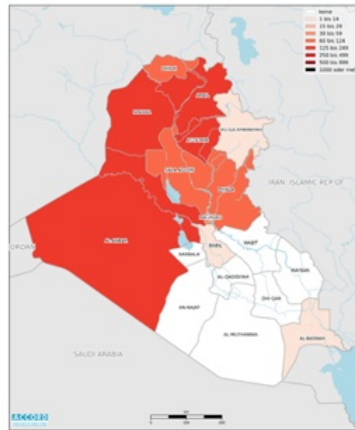 keine
1 bis 14
15 bis 29
30 bis 59
60 bis 124
125 bis 249
250 bis 499
500 bis 999
1000 oder mehr
DAHUK
ERBIL
NINAWA
AS-SULAYMANIYAH
AT-TA'MIM
SALAH AD-DIN
DIYALA
IRAN, ISLAMIC REP OF
BAGHDAD
AL-ANBAR
JORDAN
KARBALA
BABIL
WASIT
AL-QADISIYAH
MAYSAN
DHI QAR
AN-NAJAF
AL-MUTHANNA
AL-BASRAH
SAUDI ARABIA
ACCORD